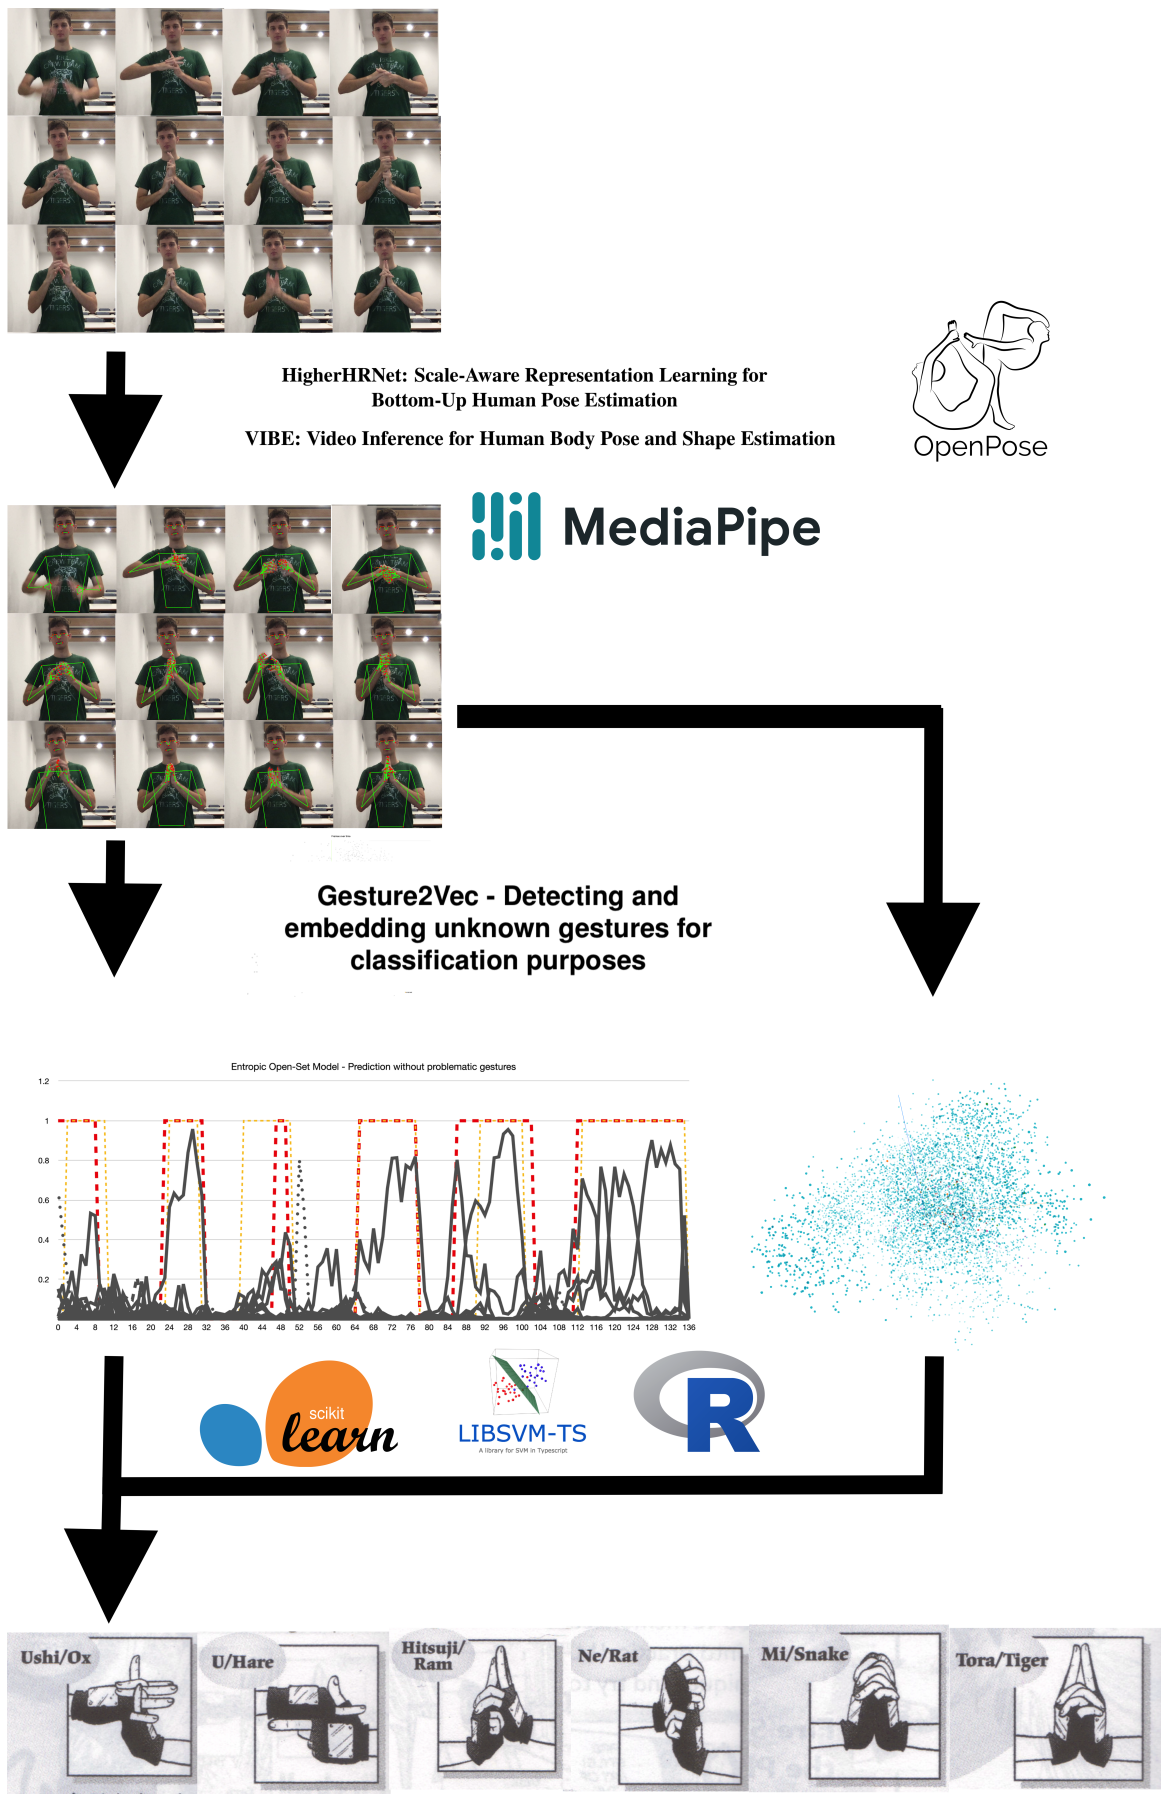 HigherHRNet: Scale-Aware Representation Learning for
Bottom-Up Human Pose Estimation
VIBE: Video Inference for Human Body Pose and Shape Estimation
OpenPose
MediaPipe
Gesture2Vec - Detecting and
embedding unknown gestures for
classification purposes
Entropic Open-Set Model - Prediction without problematic gestures
1.2
1
0.8
0.6
0.4
0.2
0 4 8 12 16 20 24 28 32 36 40 44 48 52 56 60 64 68 72 76 80 84 88 92 96 100 104 108 112 116 120 124 128 132 136
scikit
learn
LIBSVM-TS
A library for SVM in Typescript
R
Ushi/Ox
U/Hare
Hitsuji/
Ram
Ne/Rat
Mi/Snake
Tora/Tiger